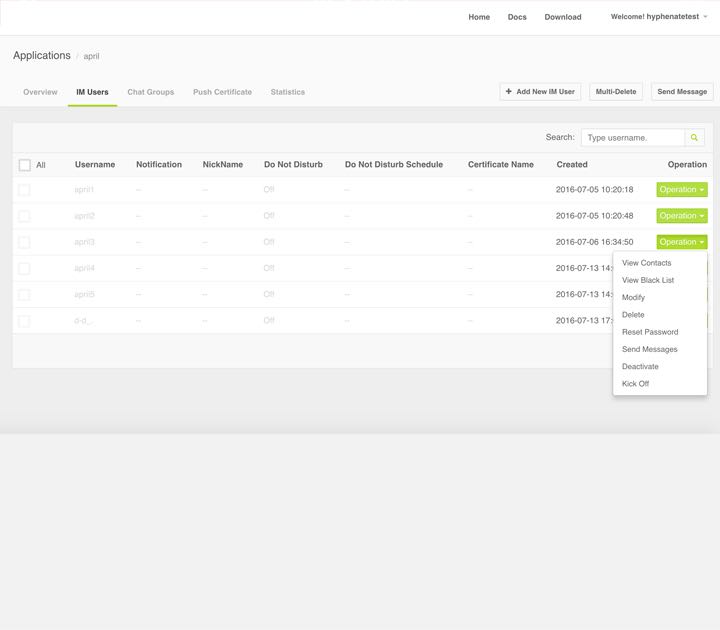 Home Docs Download Welcome! hyphenatetest
Applications / april
Overview IM Users Chat Groups Push Certificate Statistics + Add New IM User Multi-Delete Send Message
Search: Type username.
All Username Notification NickName Do Not Disturb Do Not Disturb Schedule Certificate Name Created Operation
april1 -- -- Off -- -- 2016-07-05 10:20:18 Operation
april2 -- -- Off -- -- 2016-07-05 10:20:48 Operation
april3 -- -- Off -- -- 2016-07-06 16:34:50 Operation
april4 -- -- Off -- -- 2016-07-13 14:
april5 -- -- Off -- -- 2016-07-13 14:
d-d_. -- -- Off -- -- 2016-07-13 17:
View Contacts
View Black List
Modify
Delete
Reset Password
Send Messages
Deactivate
Kick Off